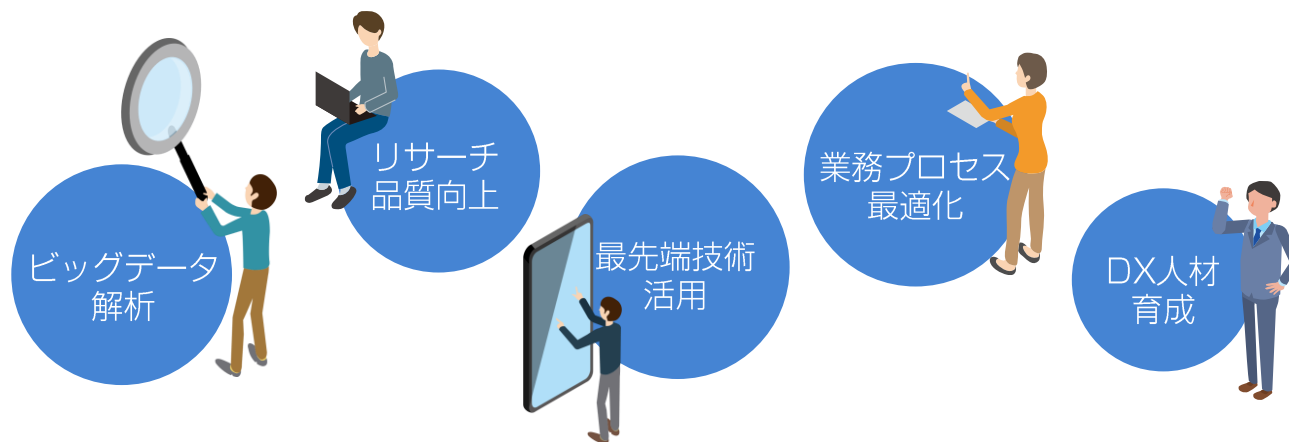 ビッグデータ
解析
リサーチ
品質向上
最先端技術
活用
業務プロセス
最適化
DX人材
育成